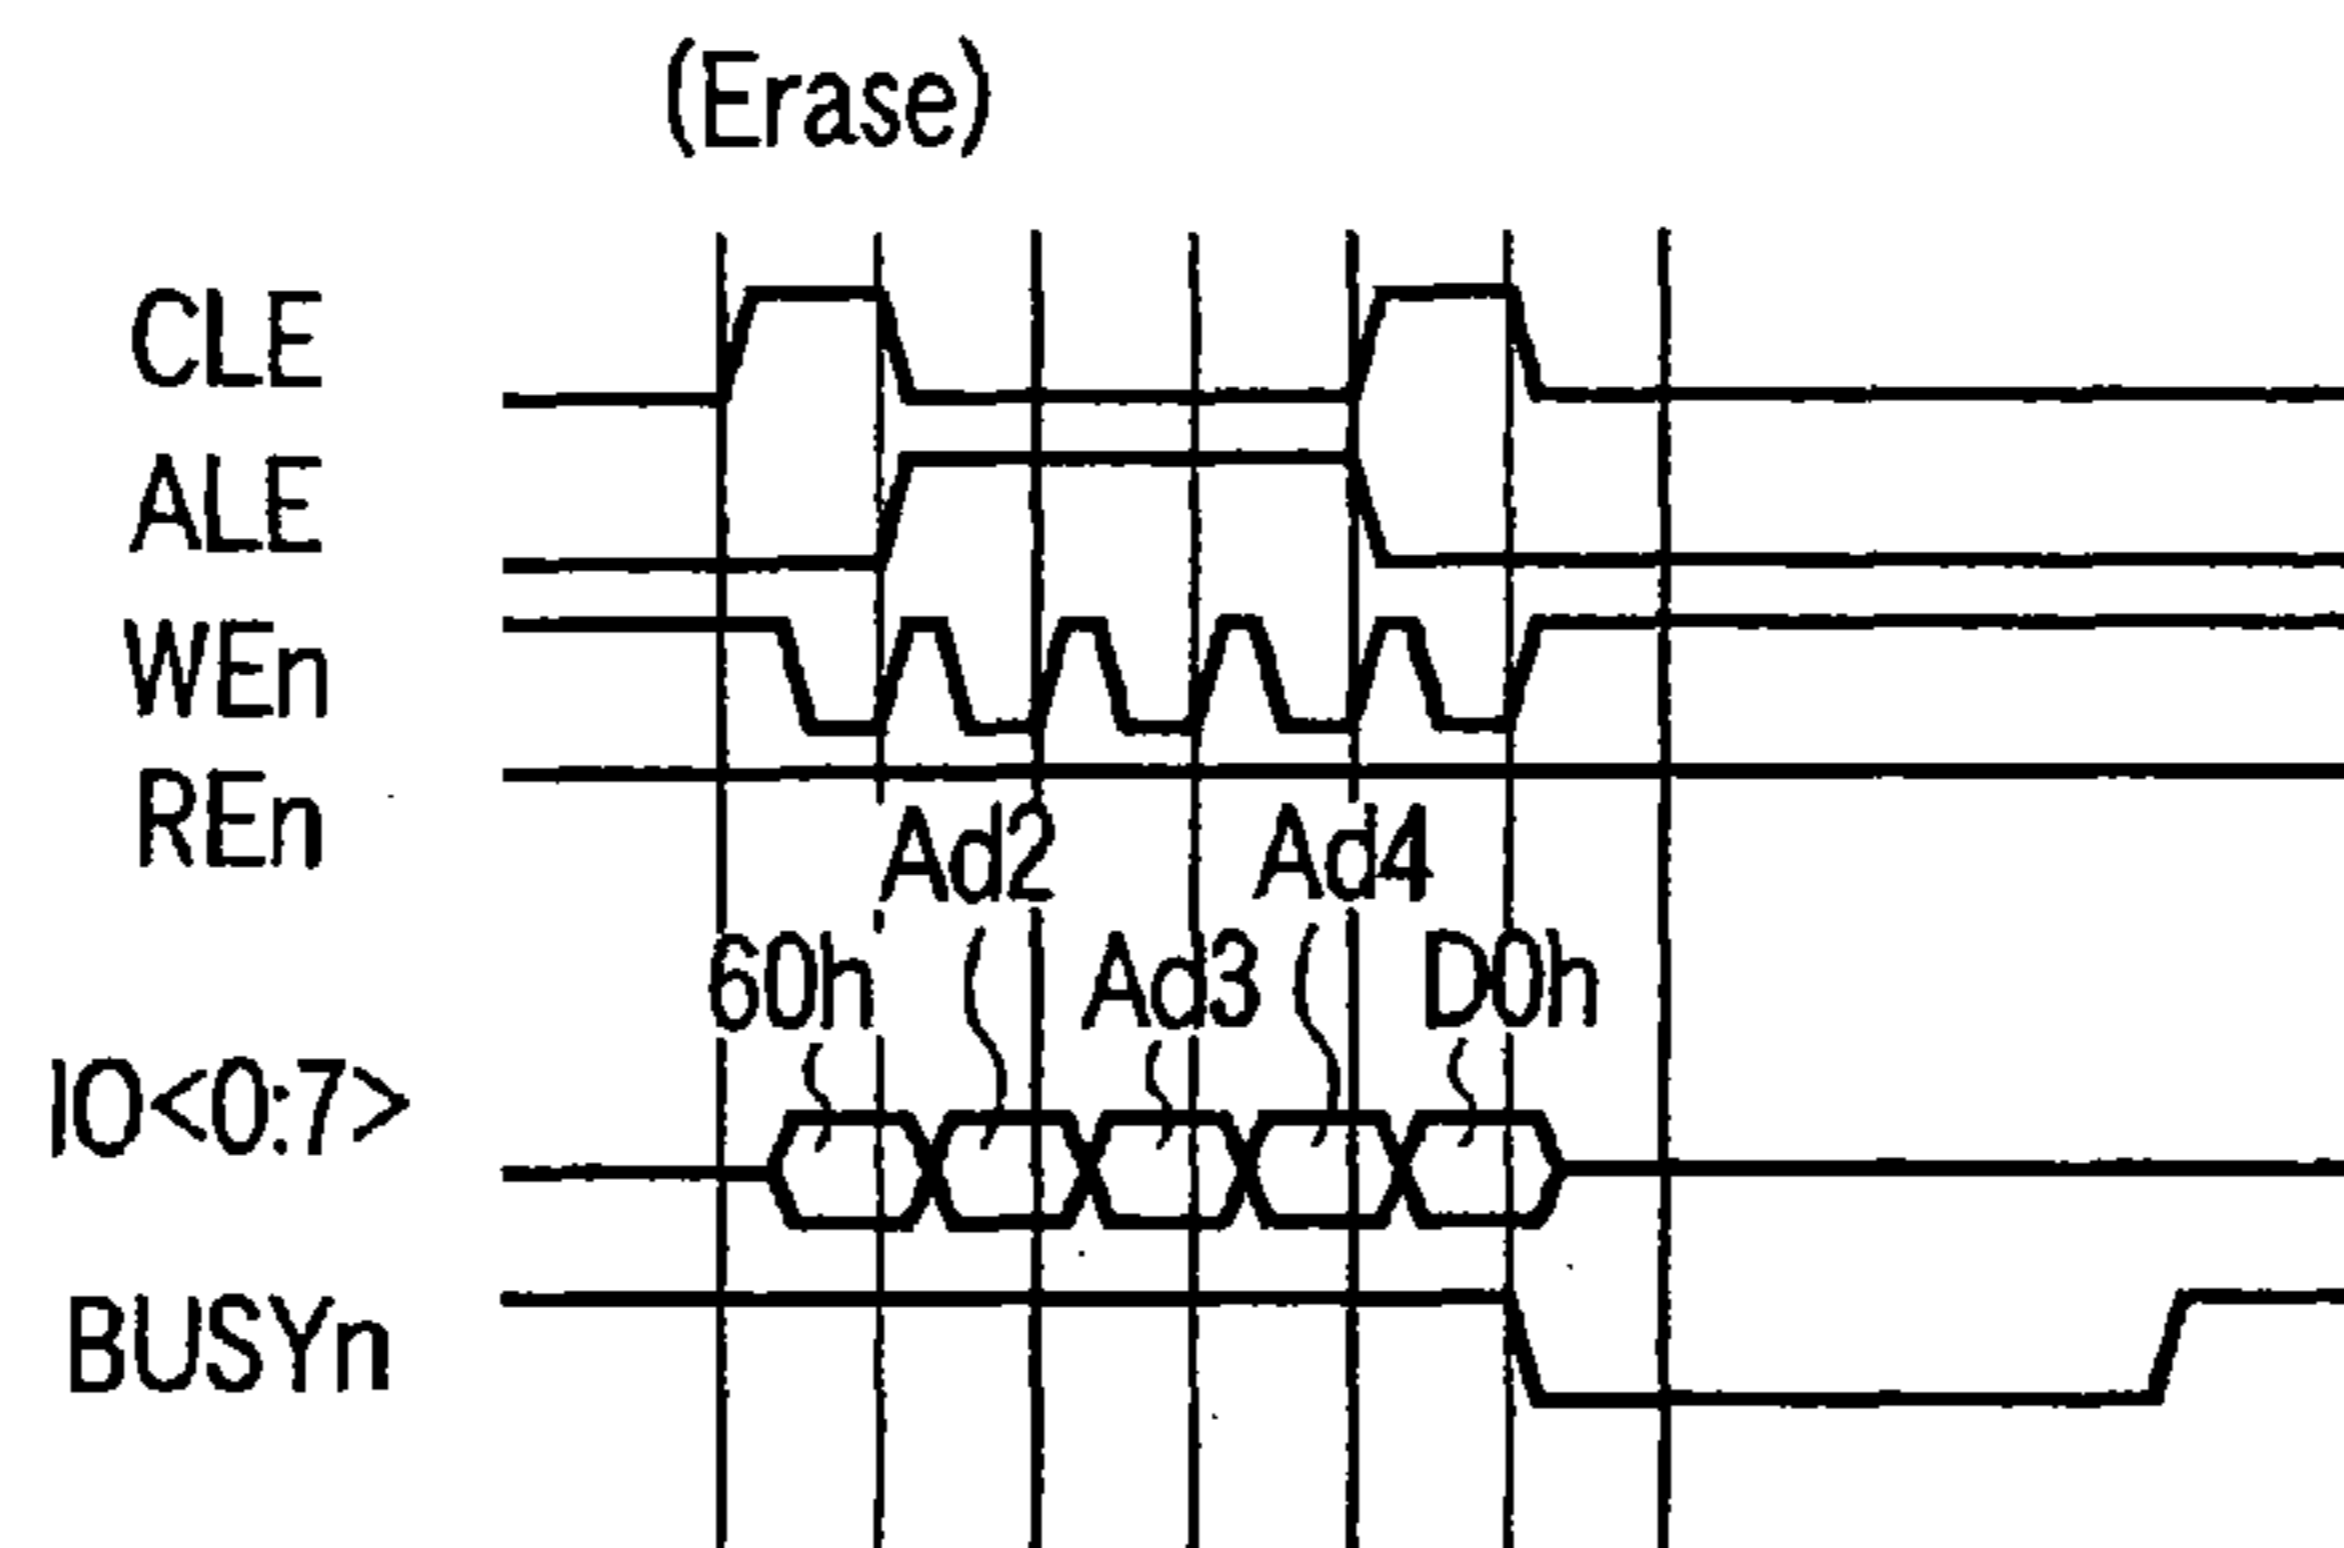 (Erase)
CLE
ALE
WEn
REn
Ad2 Ad4
60h Ad3 D0h
IO<0:7>
BUSYn